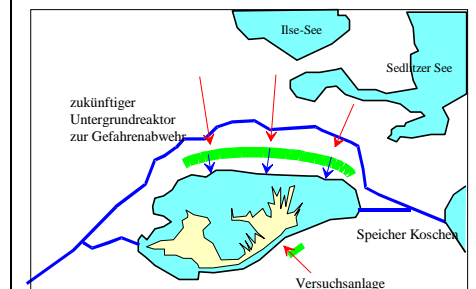 Ilse-See
Sedlitzer See
zukünftiger
Untergrundreaktor
zur Gefahrenabwehr
Speicher Koschen
Versuchsanlage